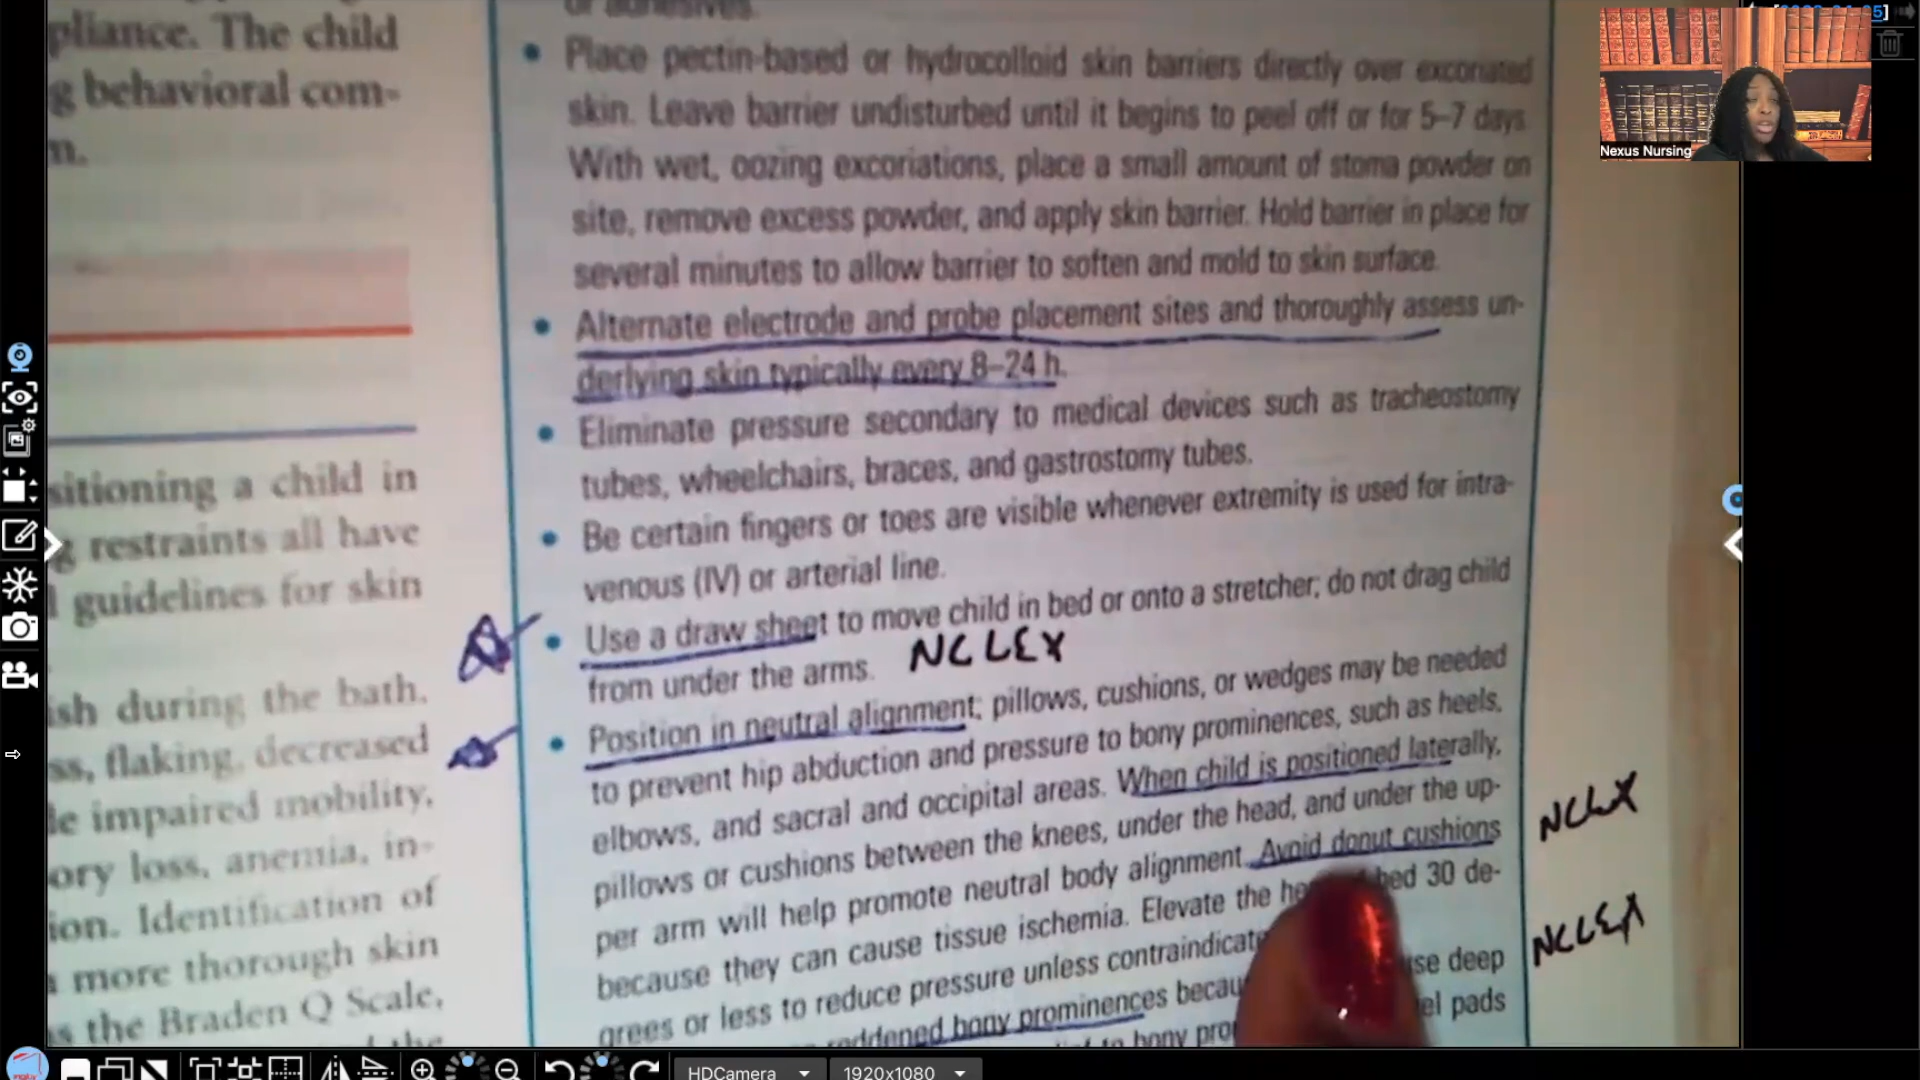 pliance. The child
g behavioral com-
n.
sitioning a child in
g restraints all have
l guidelines for skin
ish during the bath.
ss, flaking, decreased
le impaired mobility,
ory loss, anemia, in-
ion. Identification of
a more thorough skin
as the Braden Q Scale,
or adhesives.
• Place pectin-based or hydrocolloid skin barriers directly over excoriated
skin. Leave barrier undisturbed until it begins to peel off or for 5–7 days.
With wet, oozing excoriations, place a small amount of stoma powder on
site, remove excess powder, and apply skin barrier. Hold barrier in place for
several minutes to allow barrier to soften and mold to skin surface.
• Alternate electrode and probe placement sites and thoroughly assess un-
derlying skin typically every 8–24 h.
• Eliminate pressure secondary to medical devices such as tracheostomy
tubes, wheelchairs, braces, and gastrostomy tubes.
• Be certain fingers or toes are visible whenever extremity is used for intra-
venous (IV) or arterial line.
• Use a draw sheet to move child in bed or onto a stretcher; do not drag child
from under the arms. NCLEX
• Position in neutral alignment; pillows, cushions, or wedges may be needed
to prevent hip abduction and pressure to bony prominences, such as heels,
elbows, and sacral and occipital areas. When child is positioned laterally,
pillows or cushions between the knees, under the head, and under the up-
per arm will help promote neutral body alignment. Avoid donut cushions
because they can cause tissue ischemia. Elevate the bed 30 de-
grees or less to reduce pressure unless
reddened bony prominences deep
bony pads
NCLX
NCLEX
Nexus Nursing
HDCamera
1920x1080